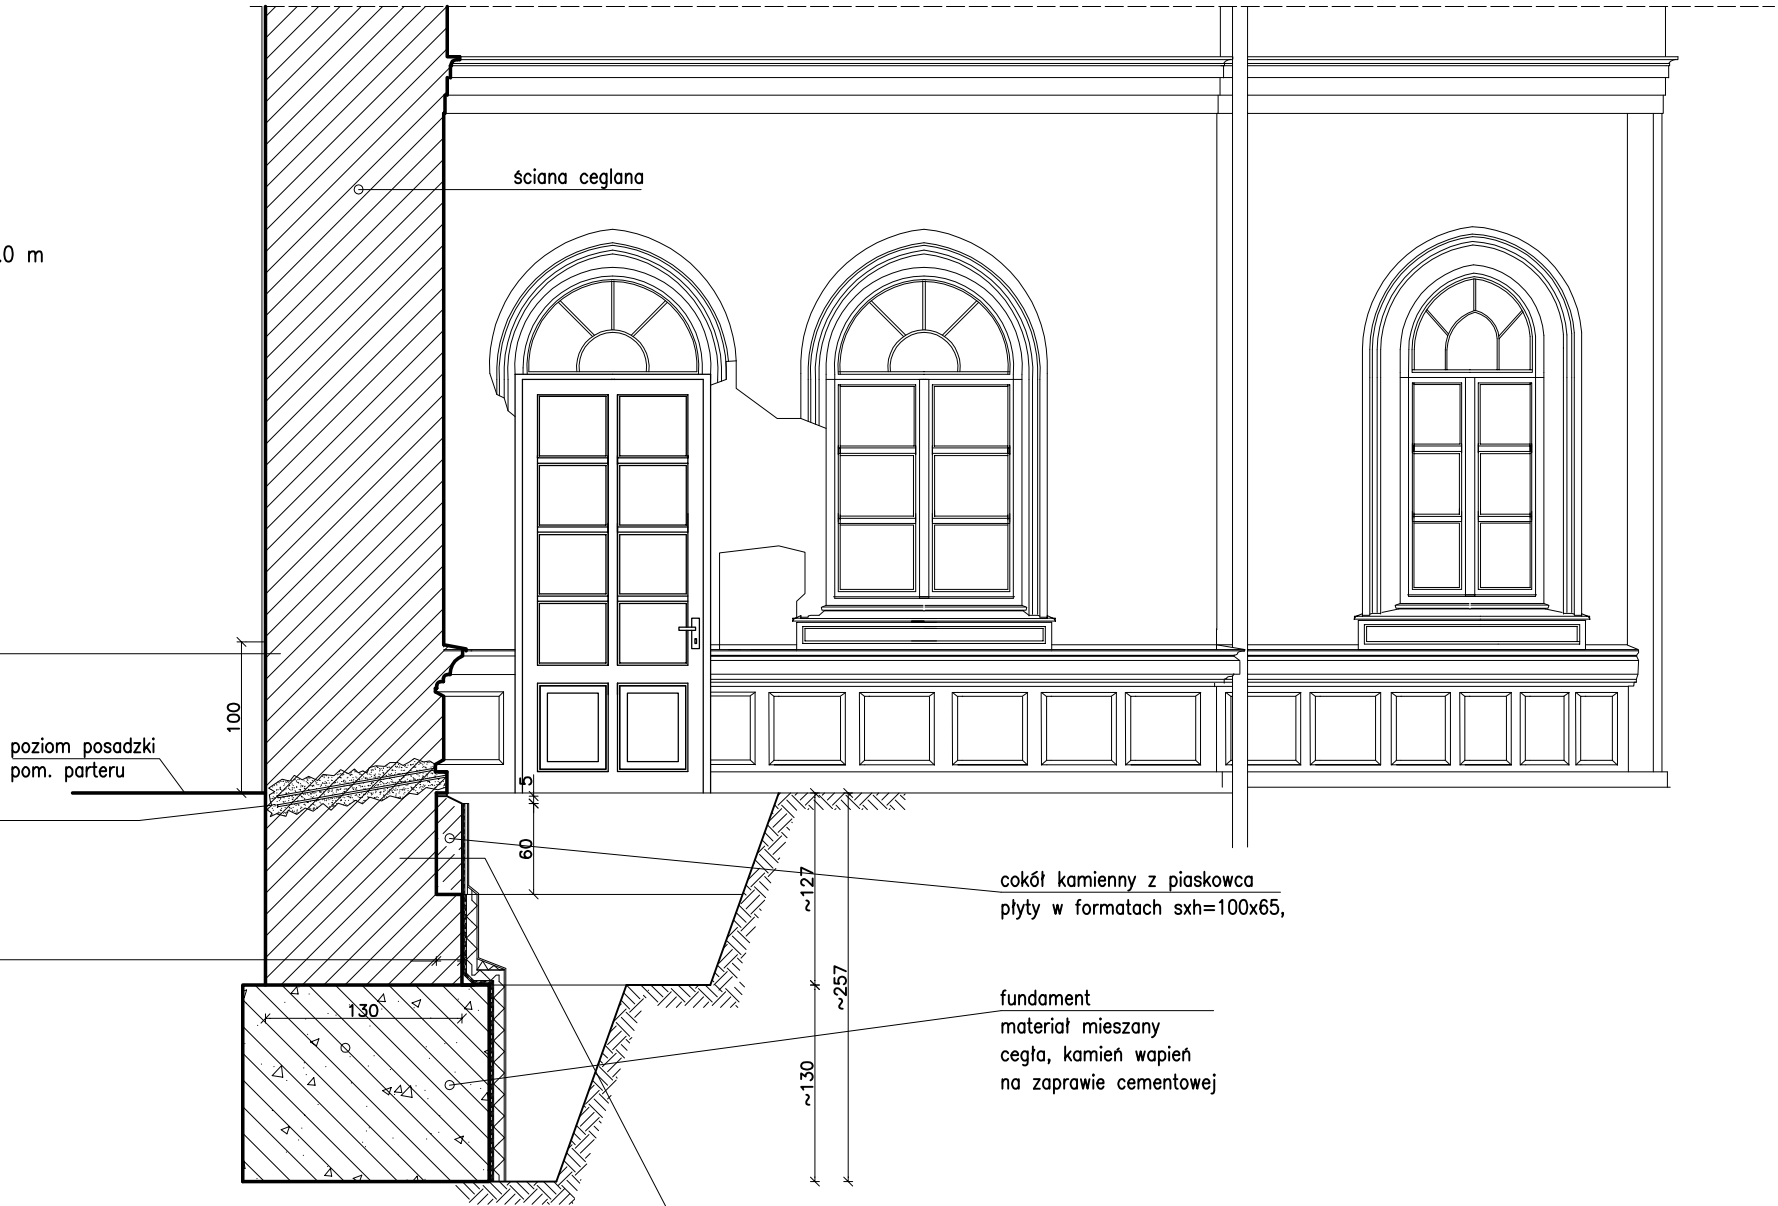 ściana ceglana
.0 m
100
poziom posadzki
pom. parteru
5
60
~127
cokół kamienny z piaskowca
płyty w formatach sxh=100x65,
~257
130
fundament
materiał mieszany
cegła, kamień wapień
na zaprawie cementowej
~130